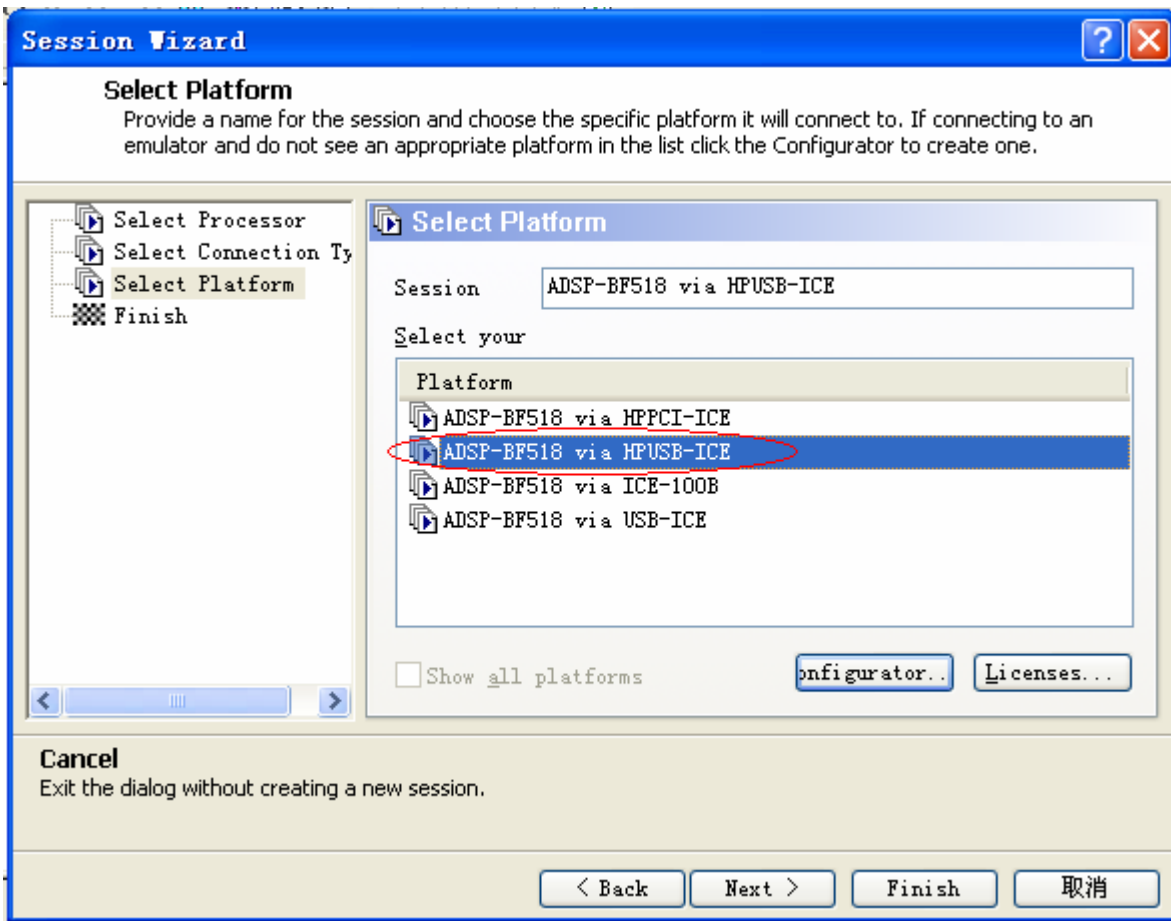 Session Wizard
Select Platform
Provide a name for the session and choose the specific platform it will connect to. If connecting to an
emulator and do not see an appropriate platform in the list click the Configurator to create one.
Select Processor
Select Connection Ty
Select Platform
Finish
Select Platform
Session ADSP-BF518 via HPUSB-ICE
Select your
Platform
ADSP-BF518 via HPPCI-ICE
ADSP-BF518 via HPUSB-ICE
ADSP-BF518 via ICE-100B
ADSP-BF518 via USB-ICE
Show all platforms onfigurator.. Licenses...
Cancel
Exit the dialog without creating a new session.
< Back Next > Finish 取消